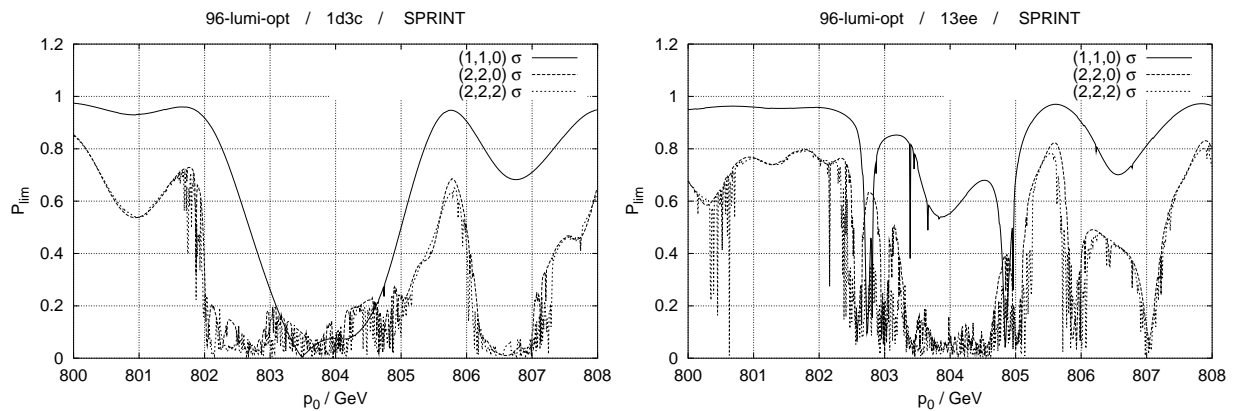 96-lumi-opt / 1d3c / SPRINT
(1,1,0) σ
(2,2,0) σ
(2,2,2) σ
P_lim
1.2
1
0.8
0.6
0.4
0.2
0
800 801 802 803 804 805 806 807 808
p_0 / GeV
96-lumi-opt / 13ee / SPRINT
(1,1,0) σ
(2,2,0) σ
(2,2,2) σ
P_lim
1.2
1
0.8
0.6
0.4
0.2
0
800 801 802 803 804 805 806 807 808
p_0 / GeV